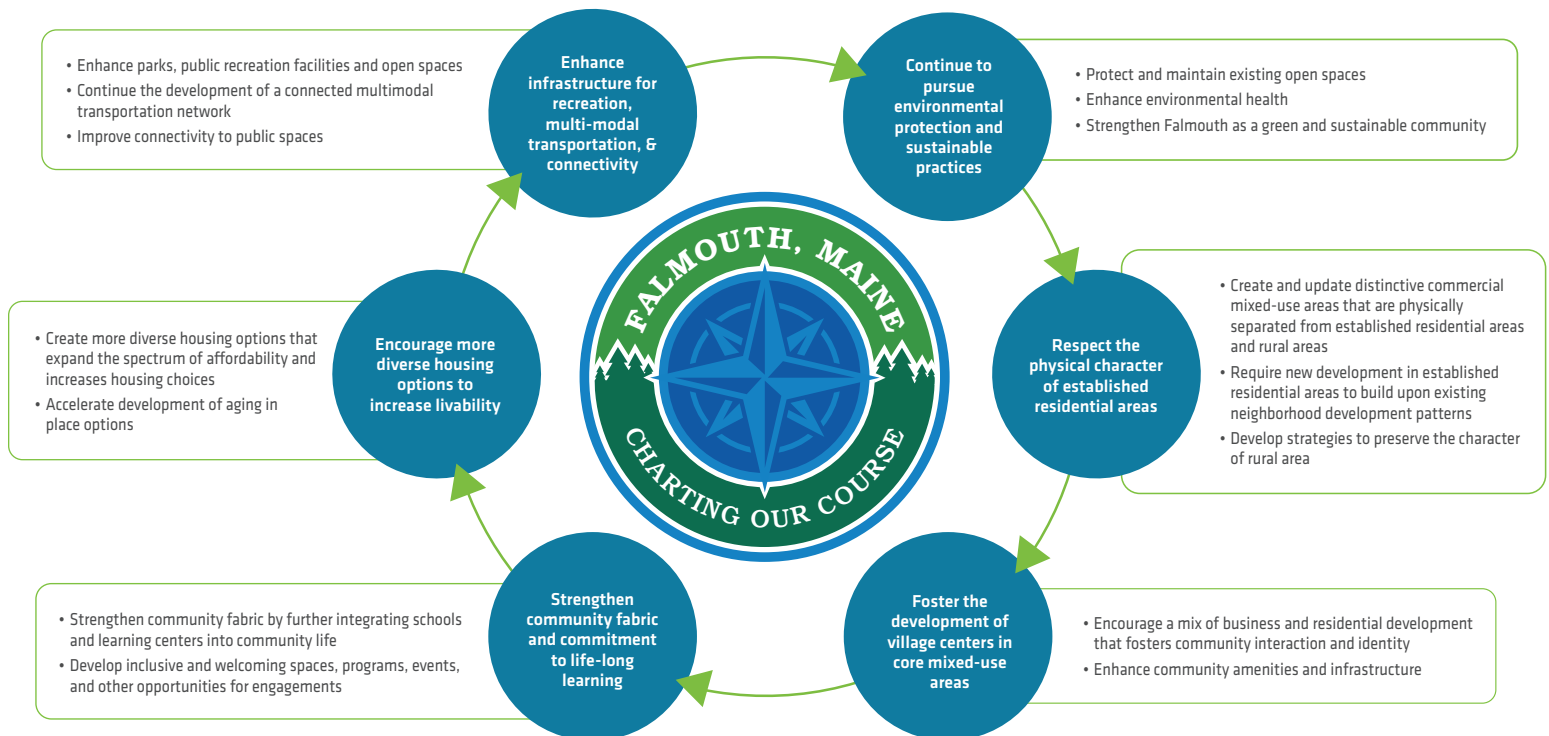 Enhance
infrastructure for
recreation,
multi-modal
transportation, &
connectivity
• Enhance parks, public recreation facilities and open spaces
• Continue the development of a connected multimodal
transportation network
• Improve connectivity to public spaces
Continue to
pursue
environmental
protection and
sustainable
practices
• Protect and maintain existing open spaces
• Enhance environmental health
• Strengthen Falmouth as a green and sustainable community
Respect the
physical character
of established
residential areas
• Create and update distinctive commercial
mixed-use areas that are physically
separated from established residential areas
and rural areas
• Require new development in established
residential areas to build upon existing
neighborhood development patterns
• Develop strategies to preserve the character
of rural area
Foster the
development of
village centers in
core mixed-use
areas
• Encourage a mix of business and residential development
that fosters community interaction and identity
• Enhance community amenities and infrastructure
Strengthen
community fabric
and commitment
to life-long
learning
• Strengthen community fabric by further integrating schools
and learning centers into community life
• Develop inclusive and welcoming spaces, programs, events,
and other opportunities for engagements
Encourage more
diverse housing
options to
increase livability
• Create more diverse housing options that
expand the spectrum of affordability and
increases housing choices
• Accelerate development of aging in
place options
FALMOUTH, MAINE
CHARTING OUR COURSE